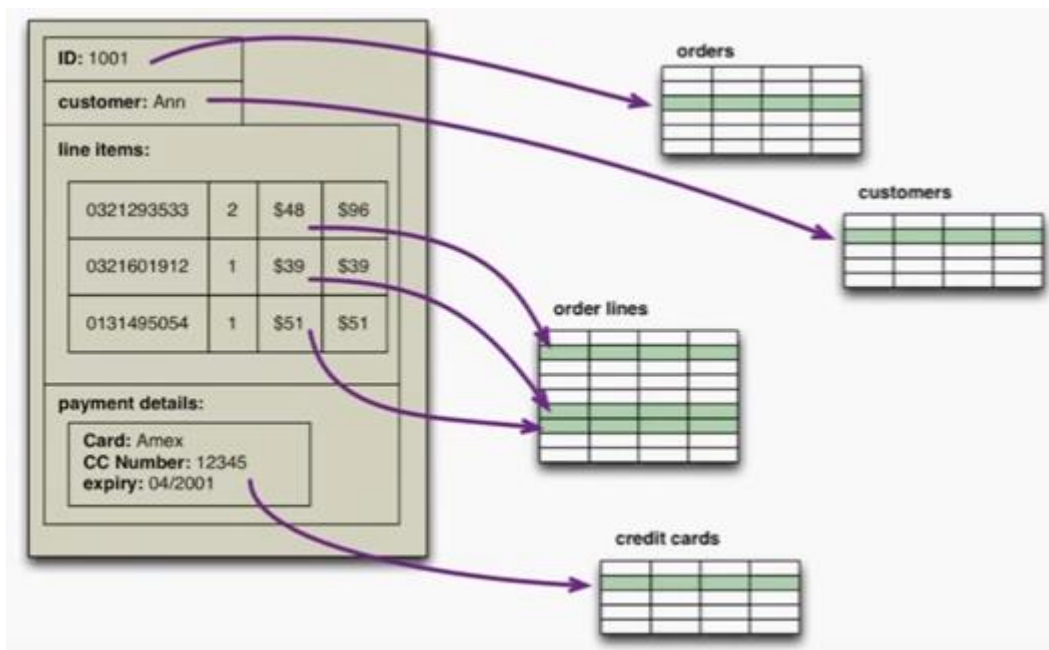 ID: 1001
customer: Ann
line items:
0321293533 2 $48 $96
0321601912 1 $39 $39
0131495054 1 $51 $51
payment details:
Card: Amex
CC Number: 12345
expiry: 04/2001
orders
customers
order lines
credit cards